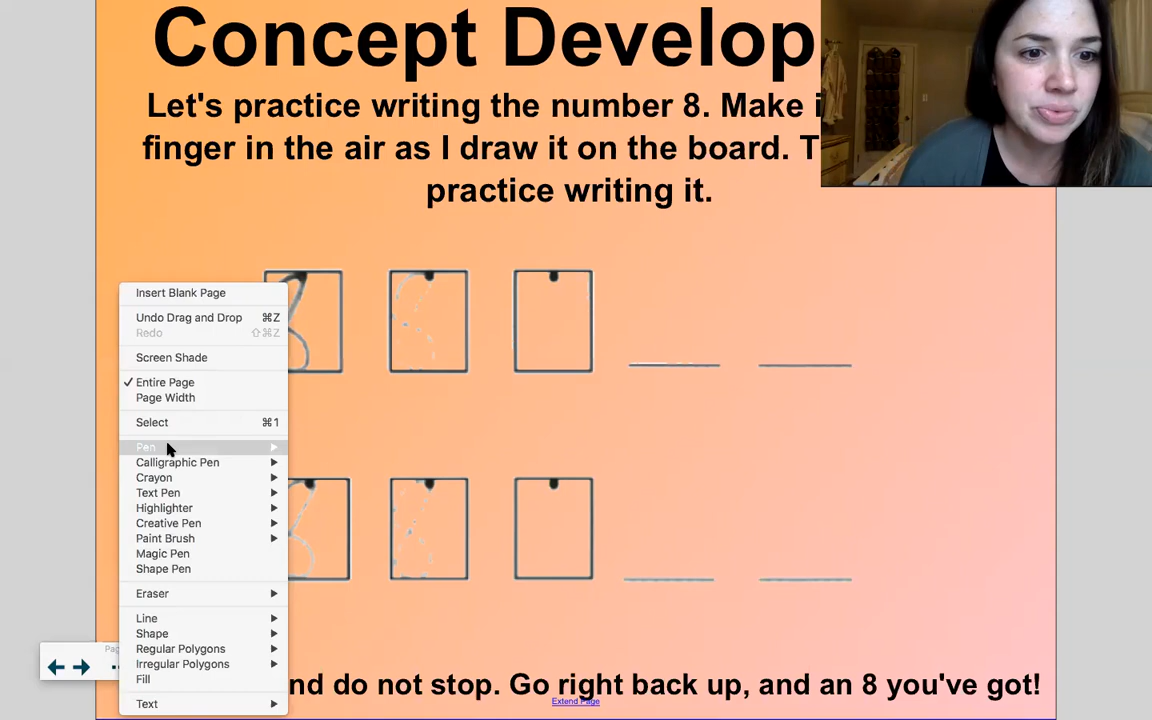 Concept Develop
Let's practice writing the number 8. Make
finger in the air as I draw it on the board.
practice writing it.
Insert Blank Page
Undo Drag and Drop ⌘Z
Redo ⇧⌘Z
Screen Shade
✓ Entire Page
Page Width
Select ⌘1
Pen
Calligraphic Pen
Crayon
Text Pen
Highlighter
Creative Pen
Paint Brush
Magic Pen
Shape Pen
Eraser
Line
Shape
Regular Polygons
Irregular Polygons
Fill
Text
nd do not stop. Go right back up, and an 8 you've got!
Extend Page